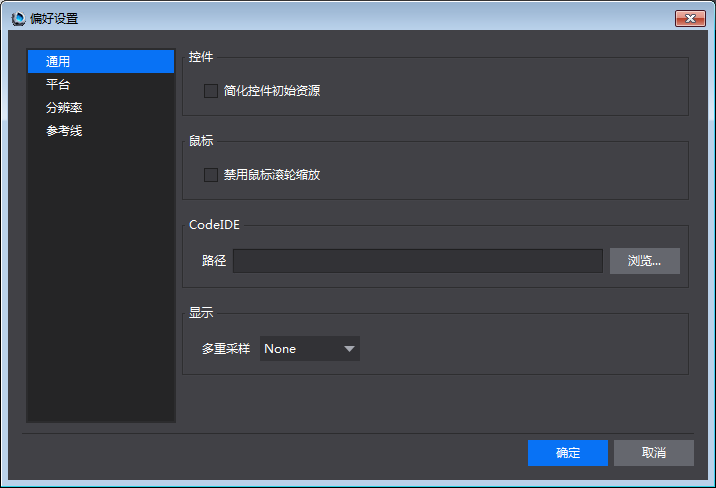 偏好设置
通用
平台
分辨率
参考线
控件
简化控件初始资源
鼠标
禁用鼠标滚轮缩放
CodeIDE
路径
浏览...
显示
多重采样 None
确定 取消